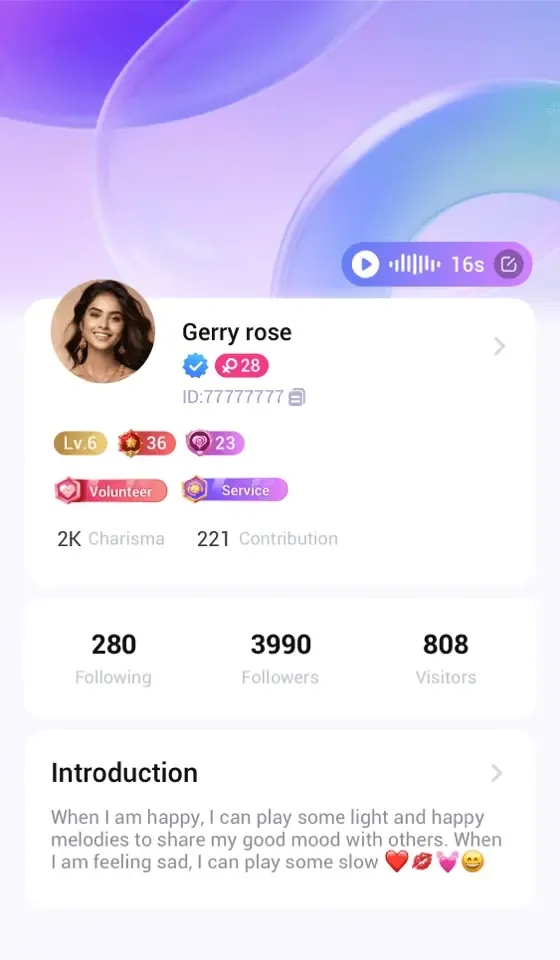 16s
Gerry rose
28
ID:77777777
Lv.6 36 23
Volunteer Service
2K Charisma 221 Contribution
280 3990 808
Following Followers Visitors
Introduction
When I am happy, I can play some light and happy
melodies to share my good mood with others. When
I am feeling sad, I can play some slow ❤️💋💓😄